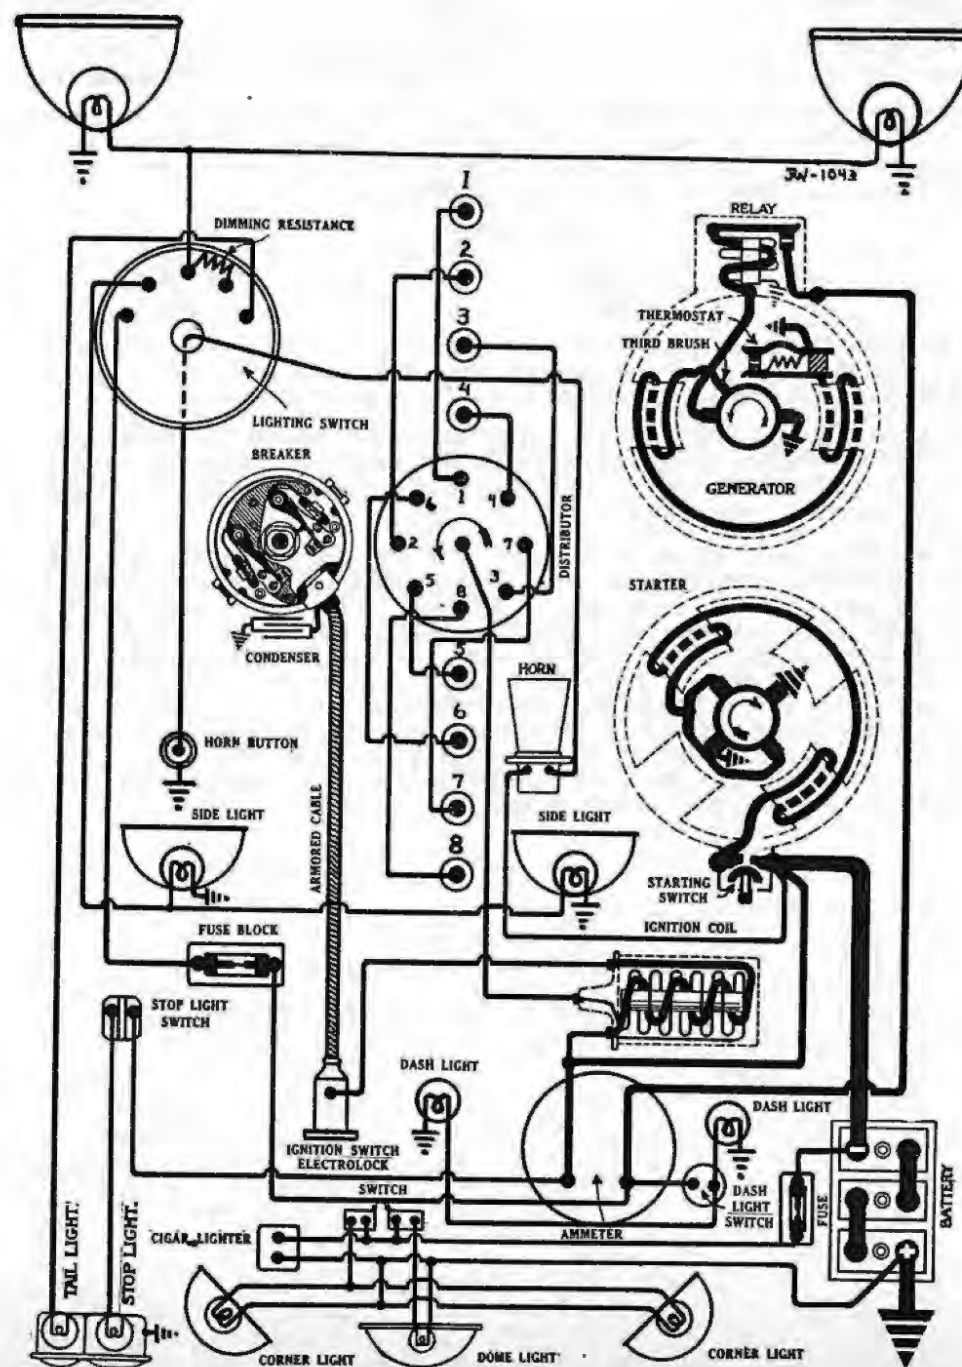 JW-1042
1
RELAY
DIMMING RESISTANCE
2
3
THERMOSTAT
THIRD BRUSH
4
LIGHTING SWITCH
BREAKER
GENERATOR
6
1
4
2
7
5
3
8
DISTRIBUTOR
STARTER
CONDENSER
5
HORN
6
HORN BUTTON
7
SIDE LIGHT
SIDE LIGHT
8
ARMORED CABLE
STARTING
SWITCH
IGNITION COIL
FUSE BLOCK
STOP LIGHT
SWITCH
DASH LIGHT
DASH LIGHT
IGNITION SWITCH
ELECTROLOCK
SWITCH
DASH
LIGHT
SWITCH
FUSE
BATTERY
CIGAR LIGHTER
AMMETER
TAIL LIGHT.
STOP LIGHT.
CORNER LIGHT
DOME LIGHT
CORNER LIGHT